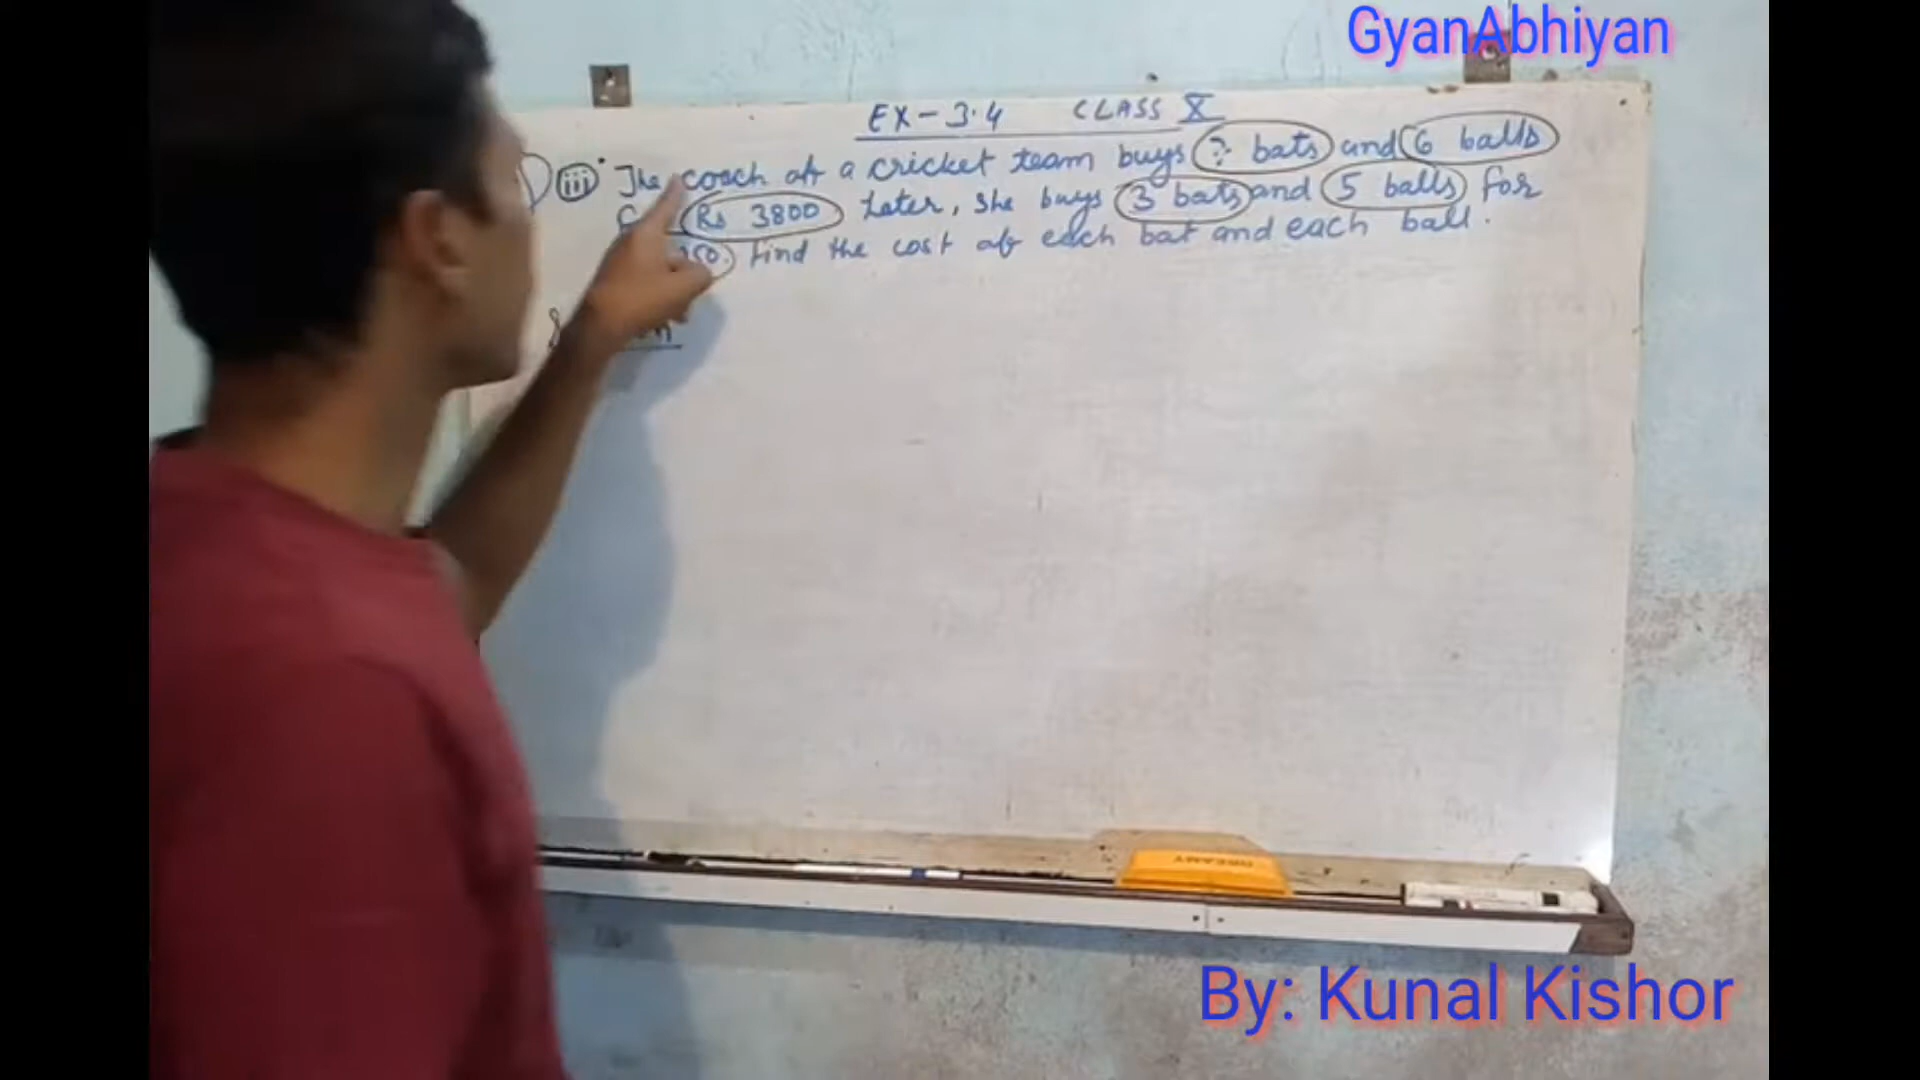 GyanAbhiyan
EX-3.4 CLASS X
iii The coach of a cricket team buys 7 bats and 6 balls
Rs 3800 Later, she buys 3 bats and 5 balls for
50. Find the cost of each bat and each ball.
By: Kunal Kishor